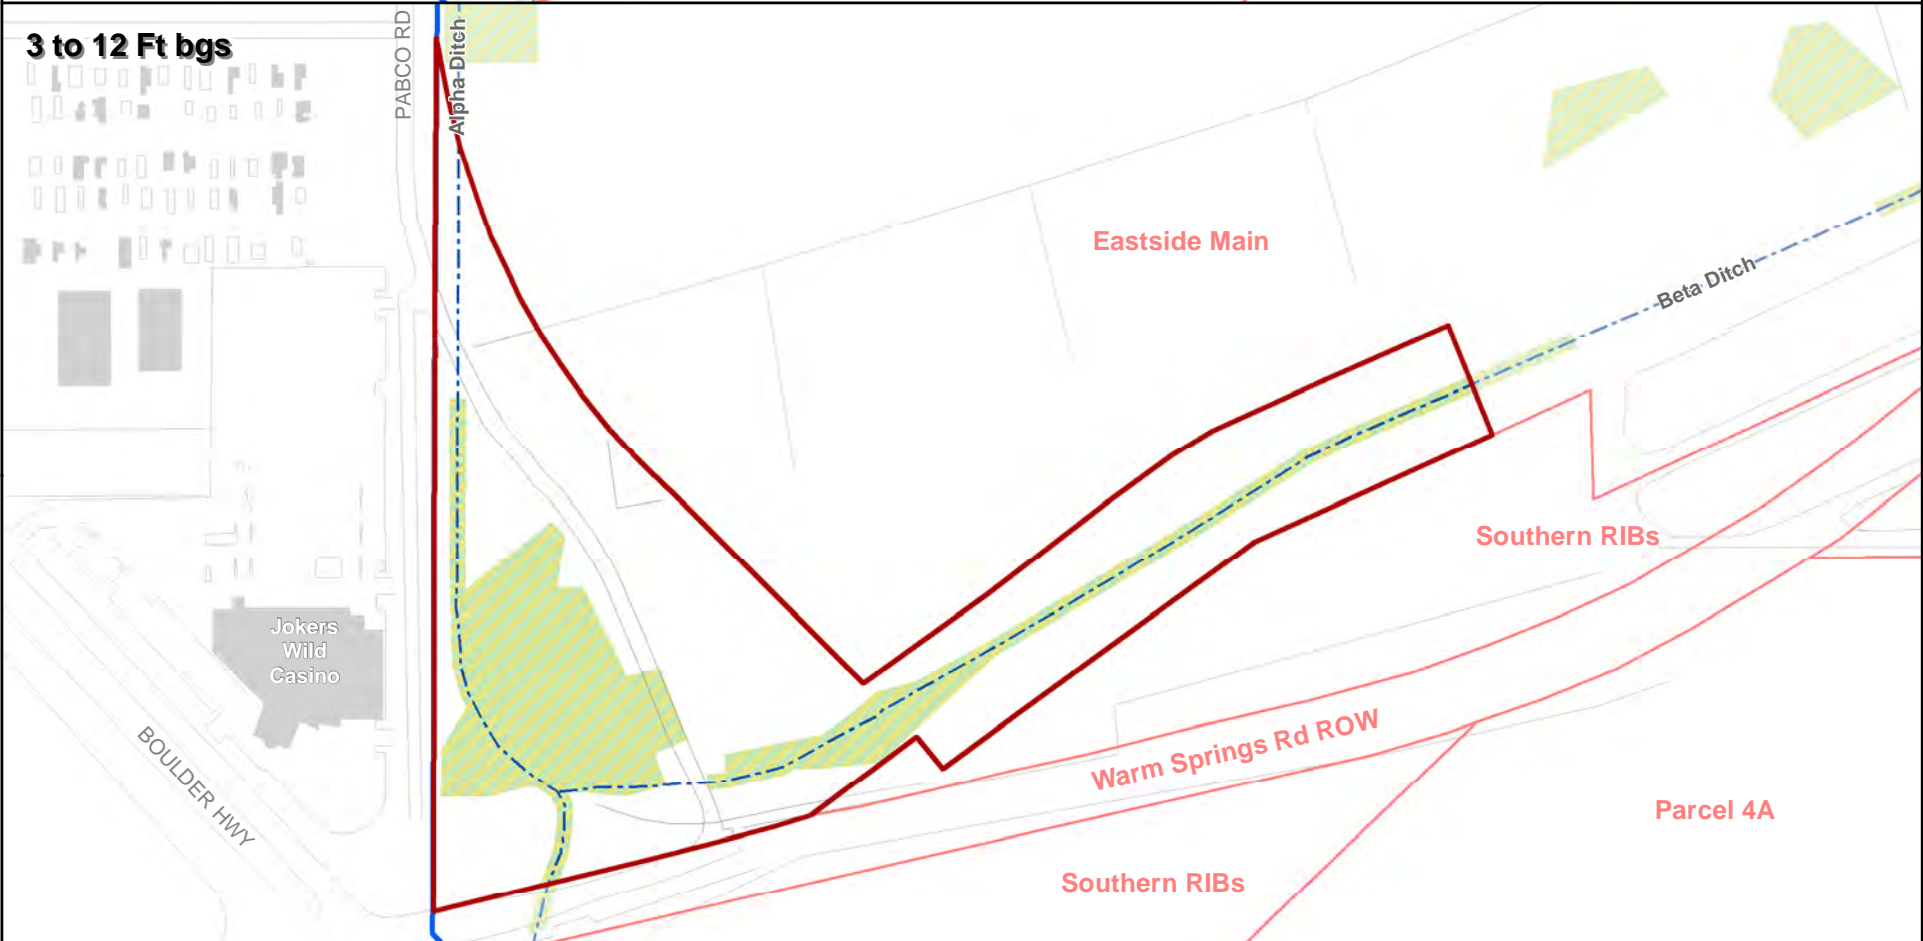 3 to 12 Ft bgs
PABCO RD
Alpha Ditch
Eastside Main
Beta Ditch
Southern RIBs
Jokers
Wild
Casino
BOULDER HWY
Warm Springs Rd ROW
Parcel 4A
Southern RIBs